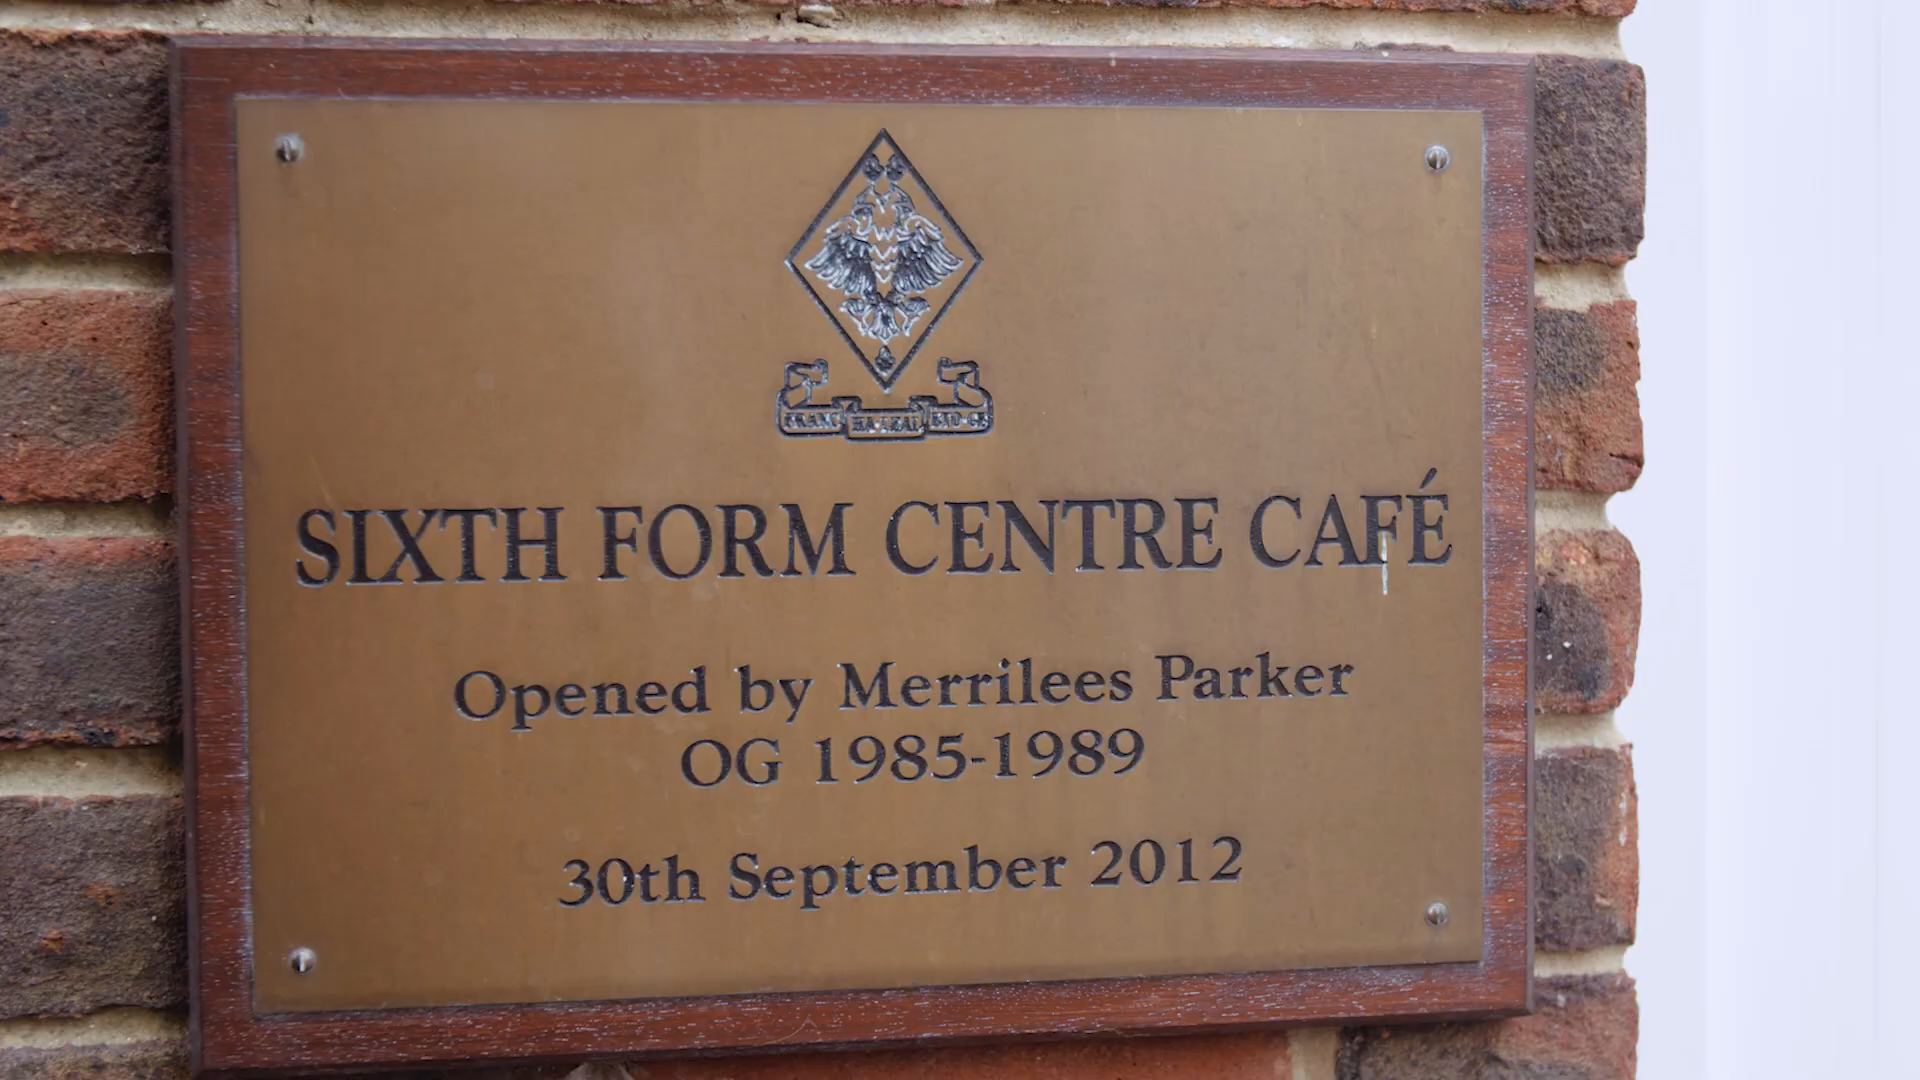 SIXTH FORM CENTRE CAFÉ
Opened by Merrilees Parker
OG 1985-1989
30th September 2012